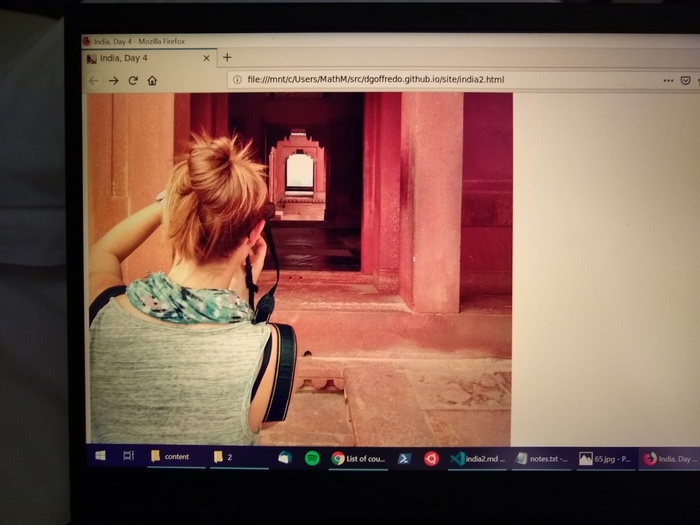 India, Day 4 - Mozilla Firefox
India, Day 4
file:///mnt/c/Users/MathM/src/dgoffredo.github.io/site/india2.html
content 2 List of cou... india2.md ... notes.txt -... 65.jpg - P... India, Day ...